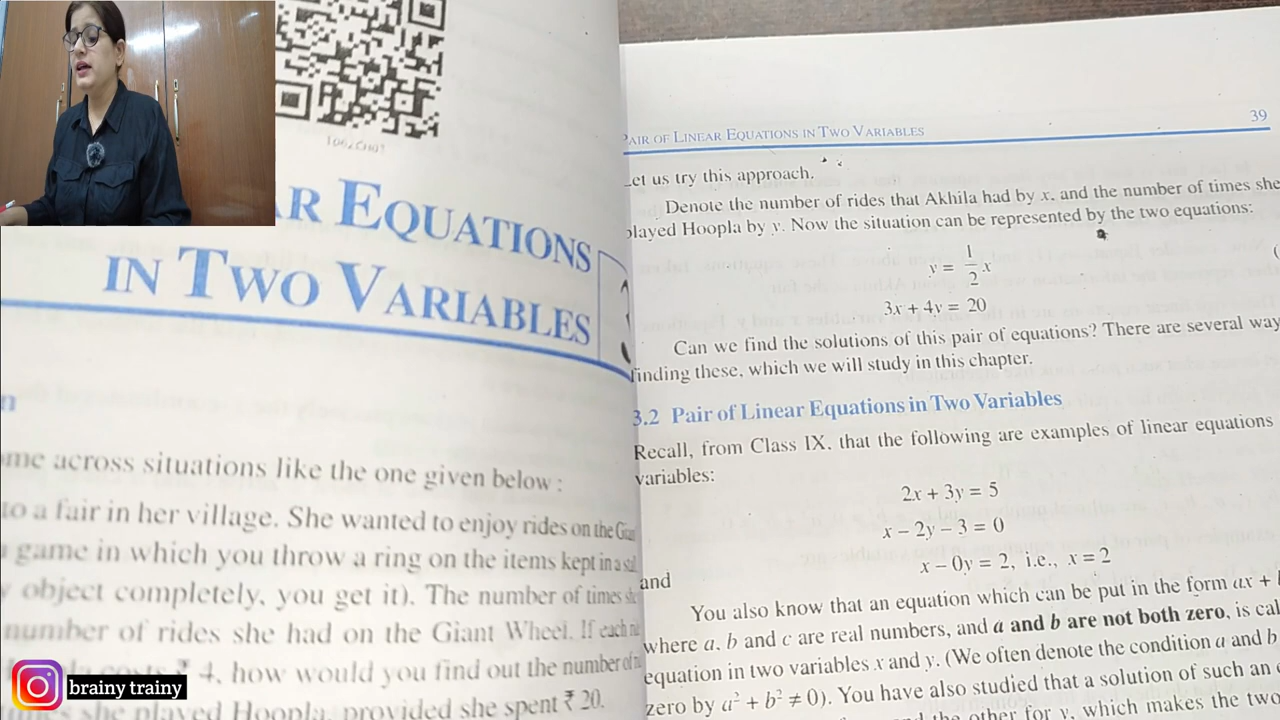 1062CH03
EQUATIONS
IN TWO VARIABLES
me across situations like the one given below :
to a fair in her village. She wanted to enjoy rides on the
game in which you throw a ring on the items kept in a
object completely, you get it). The number of times
number of rides she had on the Giant Wheel. If each
costs ₹ 4, how would you find out the number of
she played Hoopla, provided she spent ₹ 20.
PAIR OF LINEAR EQUATIONS IN TWO VARIABLES
39
Let us try this approach.
Denote the number of rides that Akhila had by x, and the number of times she
played Hoopla by y. Now the situation can be represented by the two equations:
y = 1/2 x
3x + 4y = 20
Can we find the solutions of this pair of equations? There are several
finding these, which we will study in this chapter.
3.2 Pair of Linear Equations in Two Variables
Recall, from Class IX, that the following are examples of linear equations
variables:
2x + 3y = 5
x – 2y – 3 = 0
and x – 0y = 2, i.e., x = 2
You also know that an equation which can be put in the form ax +
where a, b and c are real numbers, and a and b are not both zero, is
equation in two variables x and y. (We often denote the condition a and b
zero by a² + b² ≠ 0). You have also studied that a solution of such an
and the other for y, which makes the two
brainy trainy